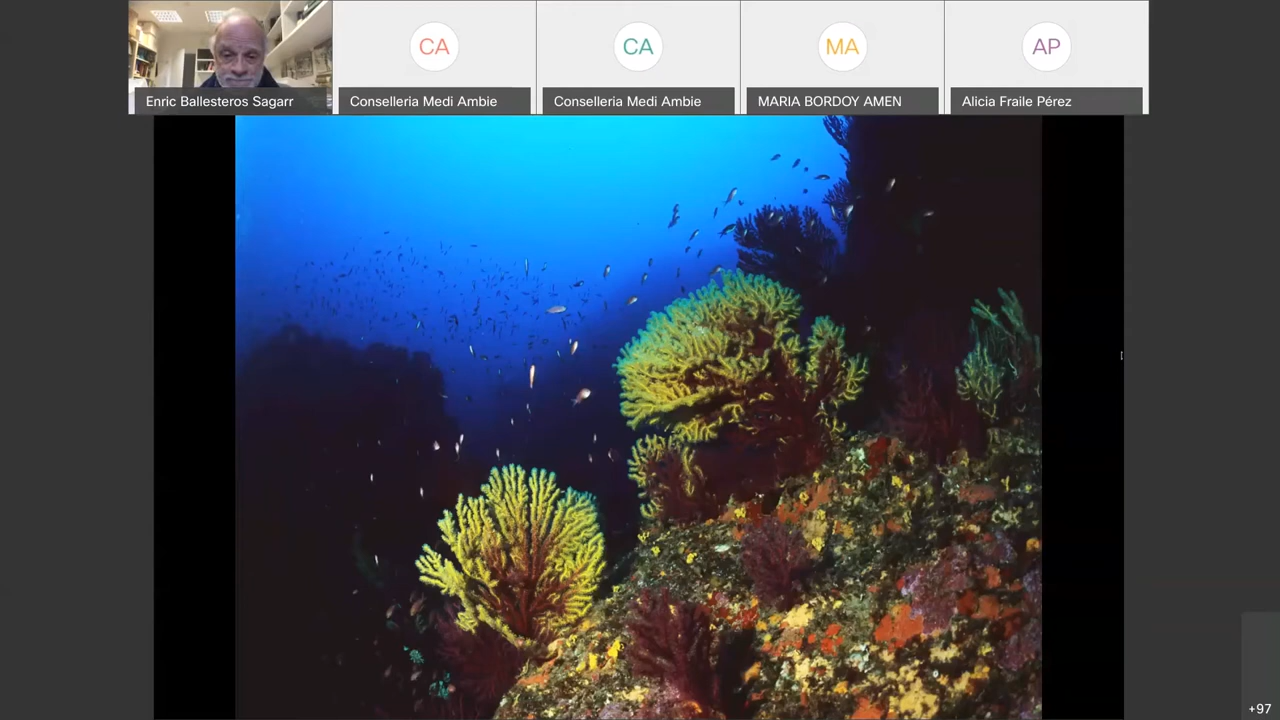 CA
CA
MA
AP
Enric Ballesteros Sagarr
Conselleria Medi Ambie
Conselleria Medi Ambie
MARIA BORDOY AMEN
Alicia Fraile Pérez
+97